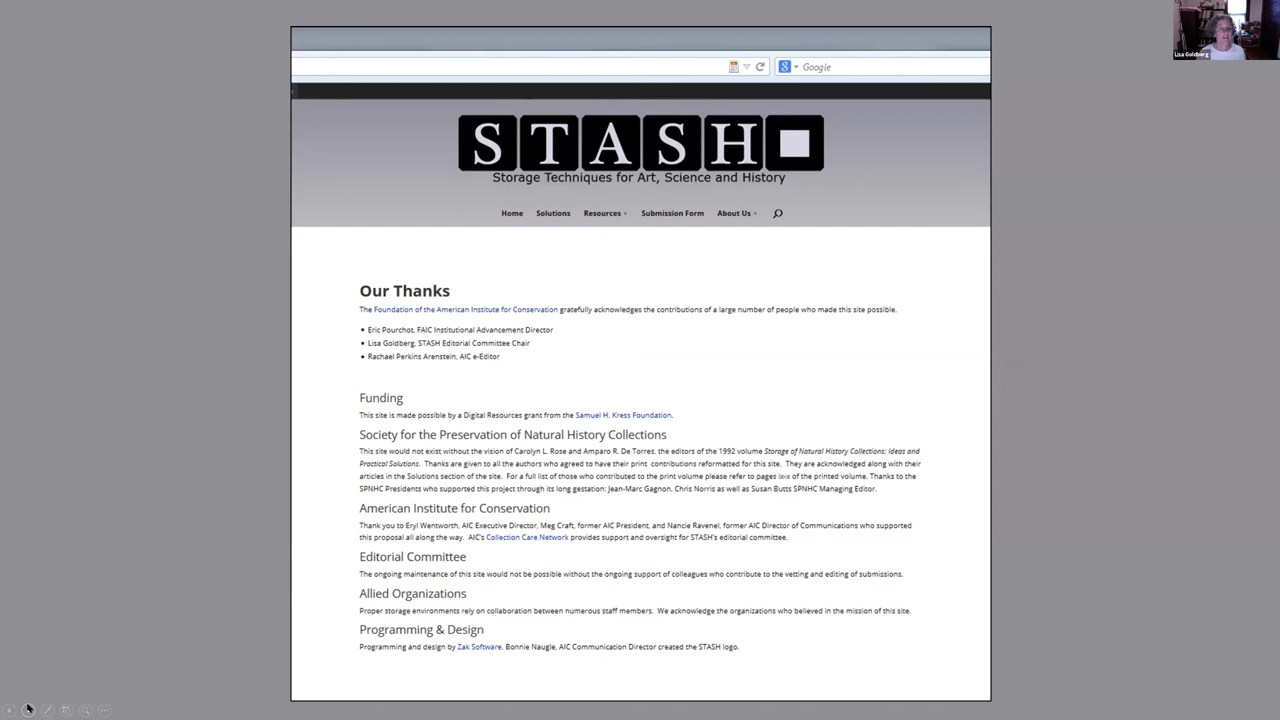 Lisa Goldberg
Google
STASH
Storage Techniques for Art, Science and History
Home Solutions Resources Submission Form About Us
Our Thanks
The Foundation of the American Institute for Conservation gratefully acknowledges the contributions of a large number of people who made this site possible.
• Eric Pourchot, FAIC Institutional Advancement Director
• Lisa Goldberg, STASH Editorial Committee Chair
• Rachael Perkins Arenstein, AIC e-Editor
Funding
This site is made possible by a Digital Resources grant from the Samuel H. Kress Foundation.
Society for the Preservation of Natural History Collections
This site would not exist without the vision of Carolyn L. Rose and Amparo R. De Torres, the editors of the 1992 volume Storage of Natural History Collections: Ideas and
Practical Solutions. Thanks are given to all the authors who agreed to have their print contributions reformatted for this site. They are acknowledged along with their
articles in the Solutions section of the site. For a full list of those who contributed to the print volume please refer to pages ix-x of the printed volume. Thanks to the
SPNHC Presidents who supported this project through its long gestation: Jean-Marc Gagnon, Chris Norris as well as Susan Butts SPNHC Managing Editor.
American Institute for Conservation
Thank you to Eryl Wentworth, AIC Executive Director, Meg Craft, former AIC President, and Nancie Ravenel, former AIC Director of Communications who supported
this proposal all along the way. AIC's Collection Care Network provides support and oversight for STASH's editorial committee.
Editorial Committee
The ongoing maintenance of this site would not be possible without the ongoing support of colleagues who contribute to the vetting and editing of submissions.
Allied Organizations
Proper storage environments rely on collaboration between numerous staff members. We acknowledge the organizations who believed in the mission of this site.
Programming & Design
Programming and design by Zak Software. Bonnie Naugle, AIC Communication Director created the STASH logo.